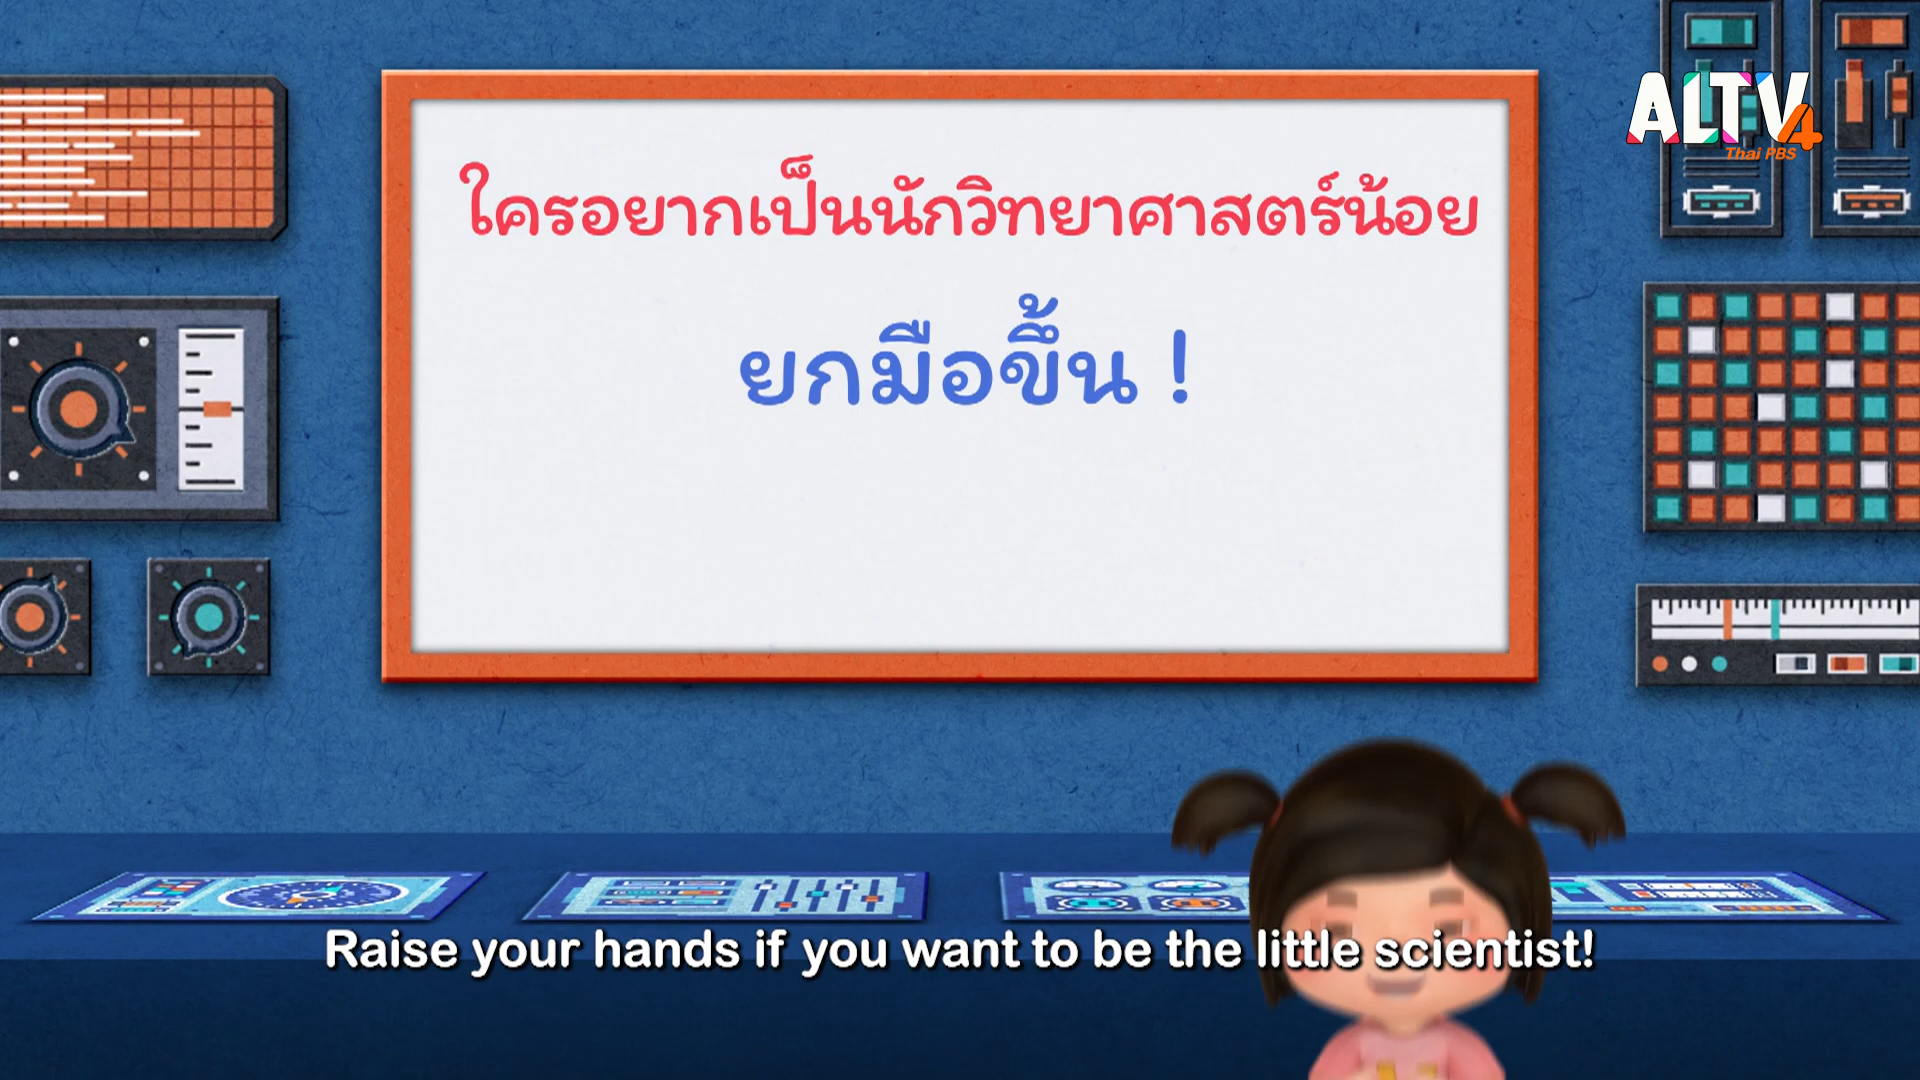 ALTV4
Thai PBS
ใครอยากเป็นนักวิทยาศาสตร์น้อย
ยกมือขึ้น !
Raise your hands if you want to be the little scientist!